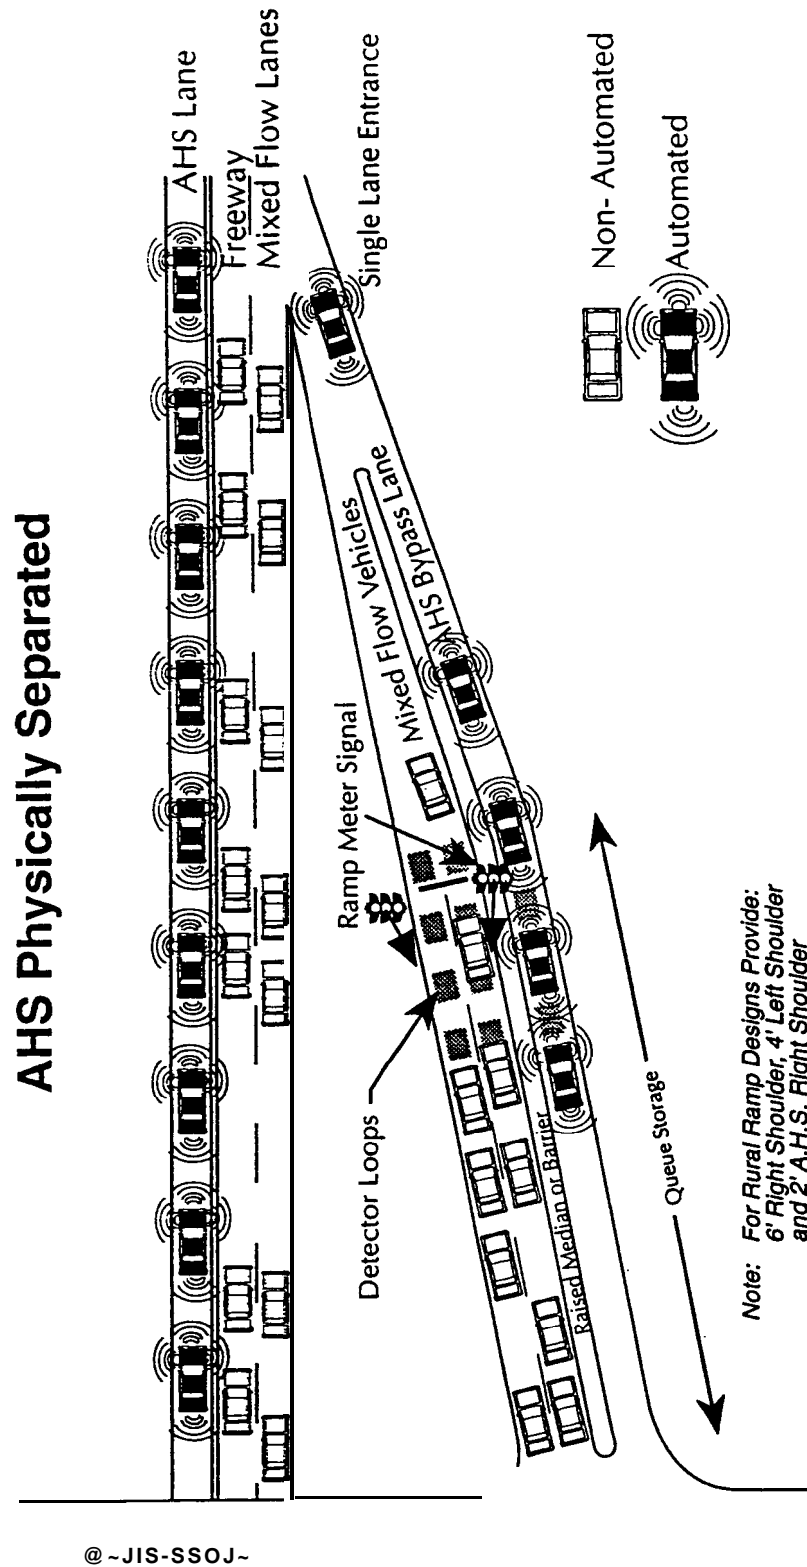 AHS Physically Separated
AHS Lane
Freeway
Mixed Flow Lanes
Single Lane Entrance
Mixed Flow Vehicles
AHS Bypass Lane
Ramp Meter Signal
Detector Loops
Raised Median or Barrier
Queue Storage
Non- Automated
Automated
Note: For Rural Ramp Designs Provide:
6' Right Shoulder, 4' Left Shoulder
and 2' A.H.S. Right Shoulder
@~JIS-SSOJ~